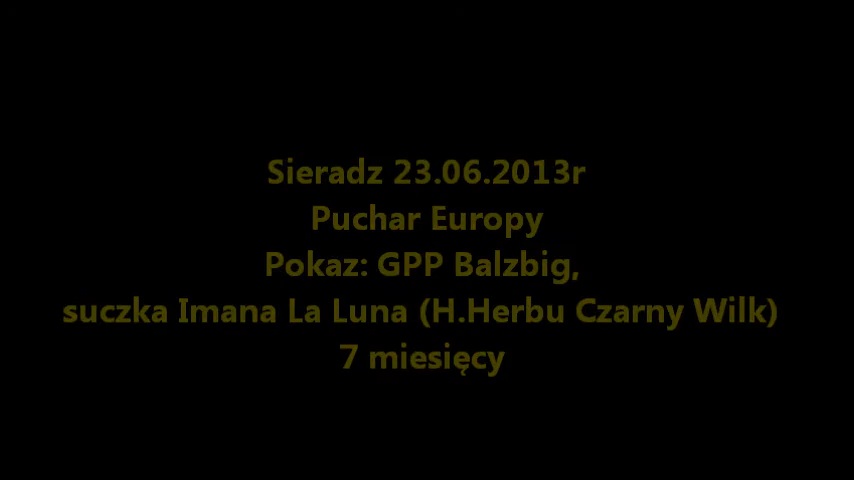 Sieradz 23.06.2013r
Puchar Europy
Pokaz: GPP Balzbig,
suczka Imana La Luna (H.Herbu Czarny Wilk)
7 miesięcy